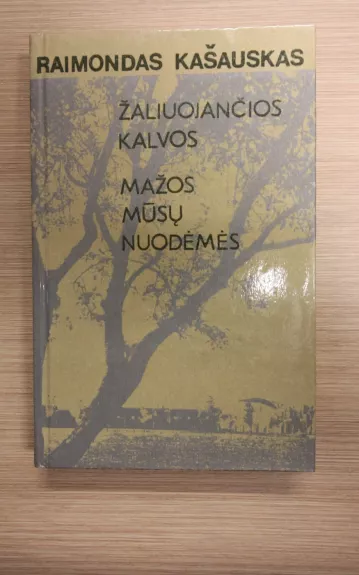 RAIMONDAS KAŠAUSKAS
ŽALIUOJANČIOS
KALVOS
MAŽOS
MŪSŲ
NUODĖMĖS